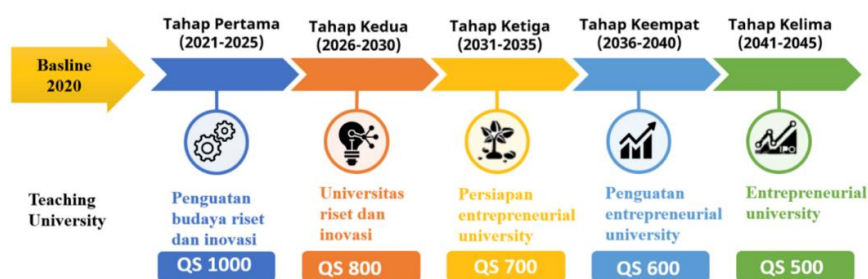 Basline
2020
Tahap Pertama
(2021-2025)
Tahap Kedua
(2026-2030)
Tahap Ketiga
(2031-2035)
Tahap Keempat
(2036-2040)
Tahap Kelima
(2041-2045)
Teaching
University
Penguatan
budaya riset
dan inovasi
Universitas
riset dan
inovasi
Persiapan
entrepreneurial
university
Penguatan
entrepreneurial
university
Entrepreneurial
university
QS 1000
QS 800
QS 700
QS 600
QS 500